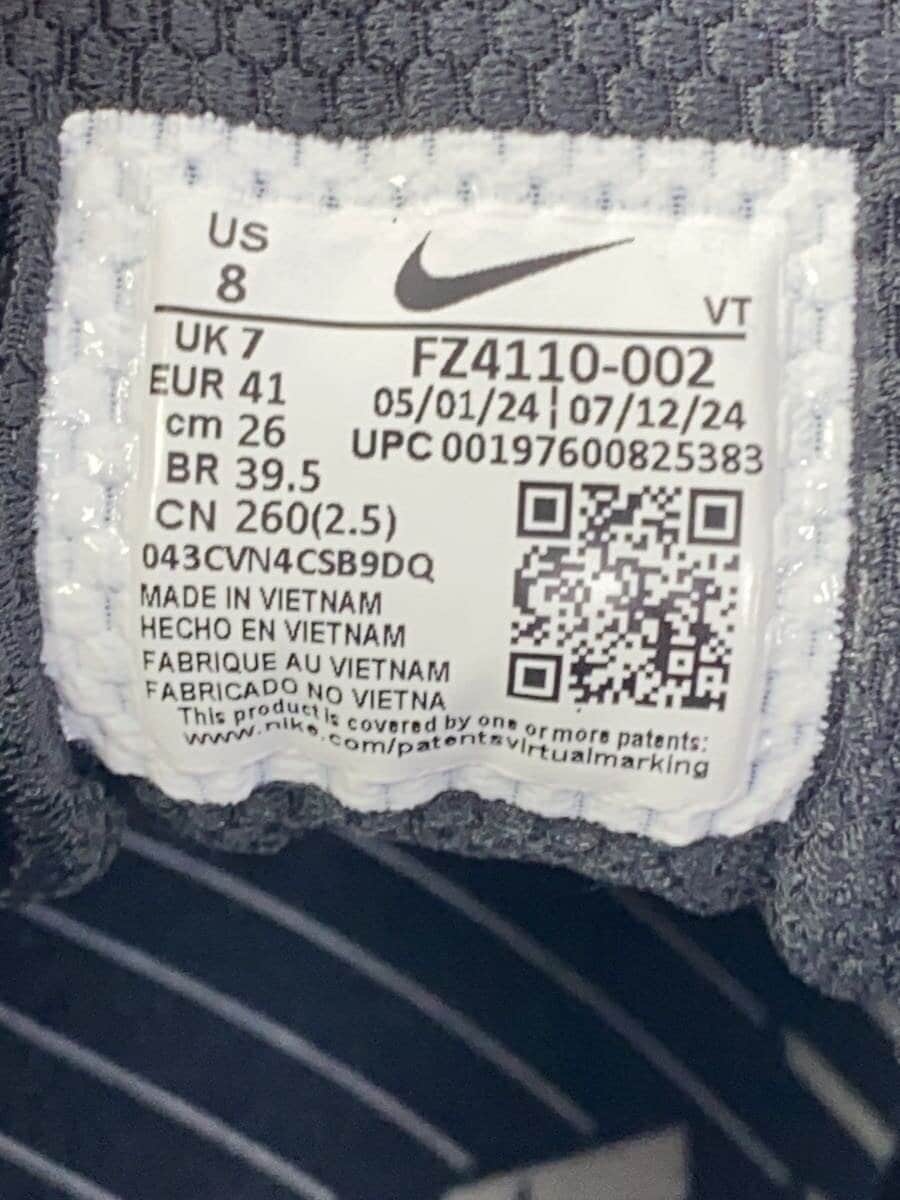 US
8
VT
UK 7
EUR 41
cm 26
BR 39.5
CN 260(2.5)
FZ4110-002
05/01/24 | 07/12/24
UPC 00197600825383
043CVN4CSB9DQ
MADE IN VIETNAM
HECHO EN VIETNAM
FABRIQUE AU VIETNAM
FABRICADO NO VIETNA
This product is covered by one or more patents:
www.nike.com/patentsvirtualmarking